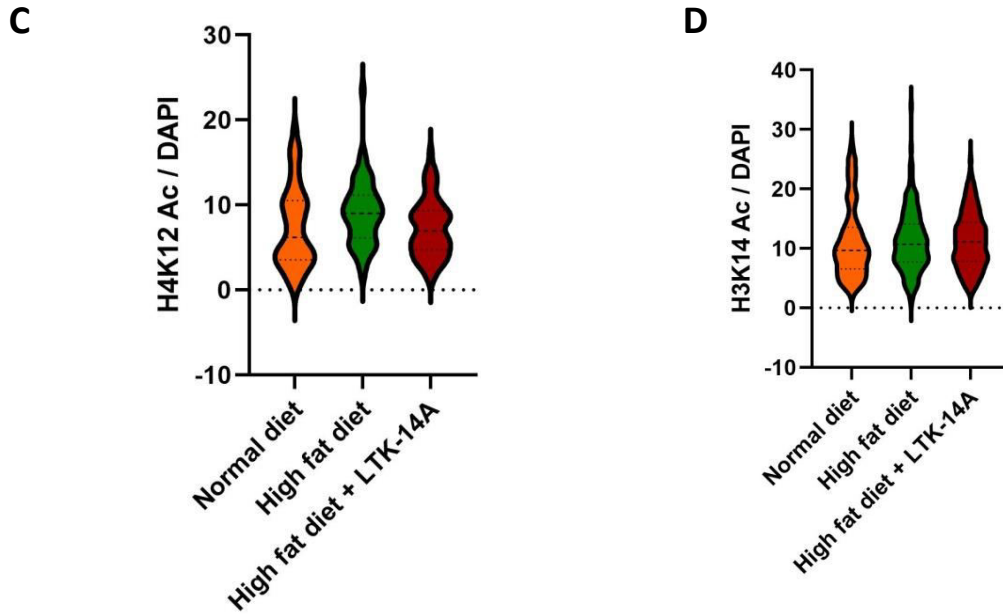 C
H4K12 Ac / DAPI
30
20
10
0
-10
Normal diet
High fat diet
High fat diet + LTK-14A
D
H3K14 Ac / DAPI
40
30
20
10
0
-10
Normal diet
High fat diet
High fat diet + LTK-14A